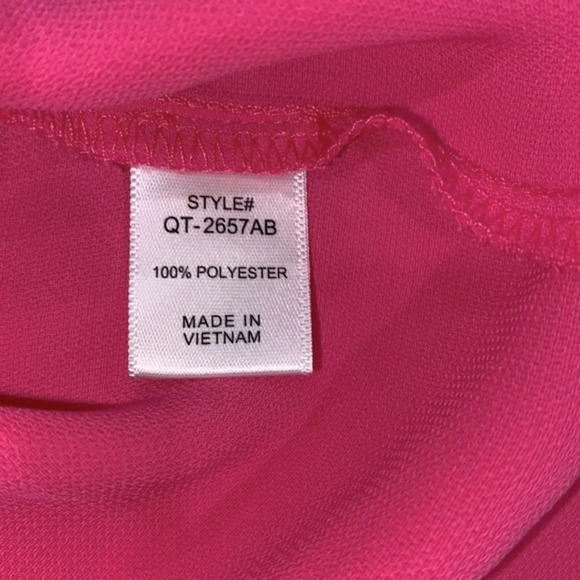 STYLE#
QT-2657AB
100% POLYESTER
MADE IN
VIETNAM